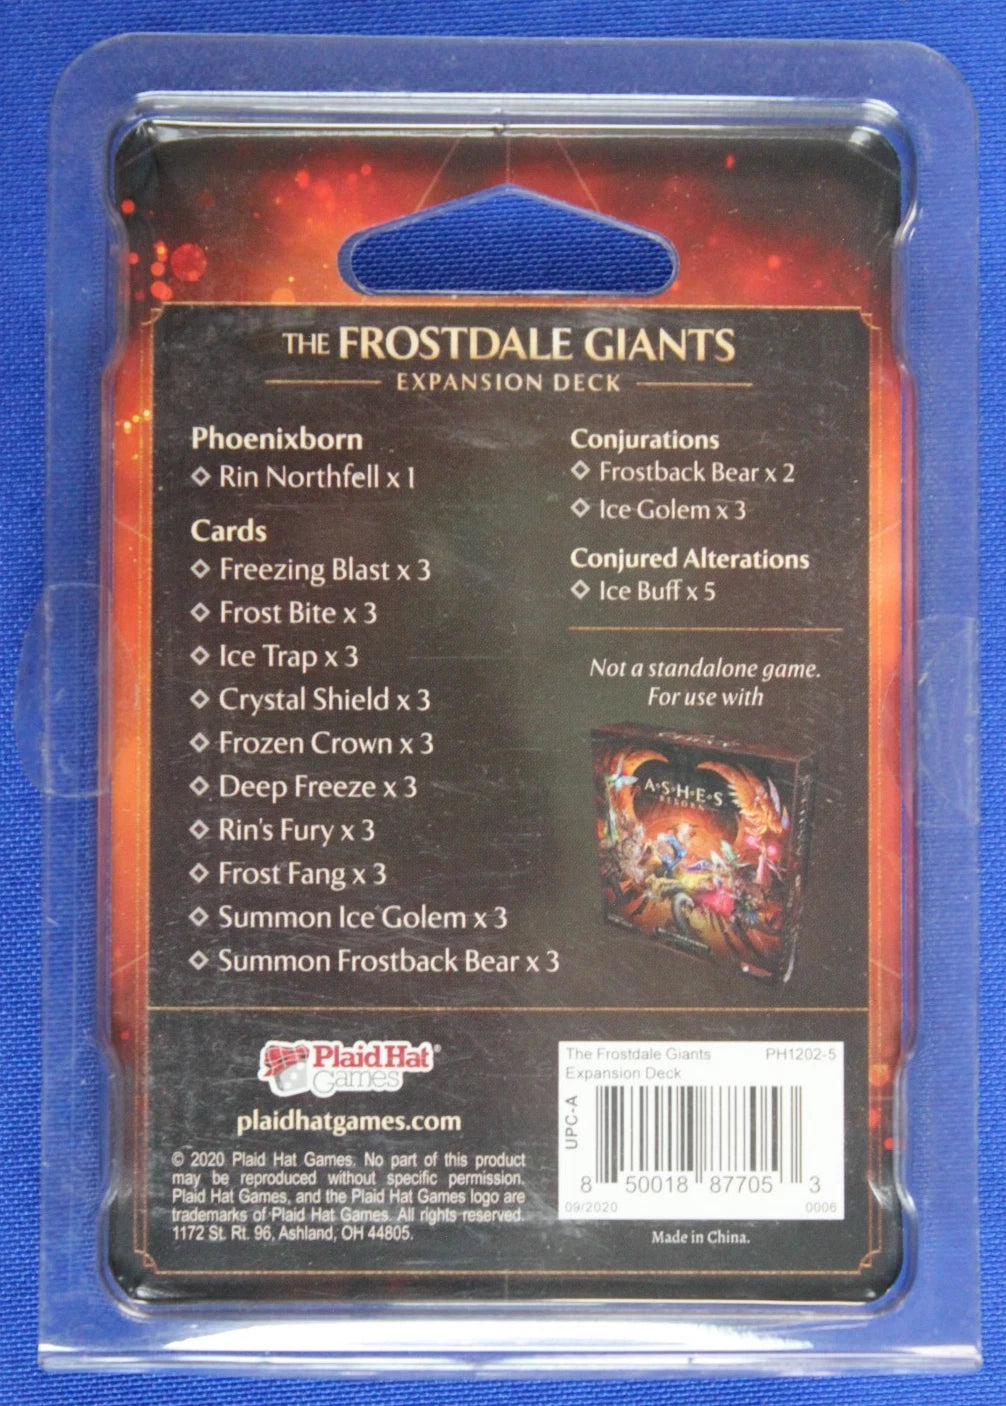 THE FROSTDALE GIANTS
EXPANSION DECK
Phoenixborn
Rin Northfell x 1
Cards
Freezing Blast x 3
Frost Bite x 3
Ice Trap x 3
Crystal Shield x 3
Frozen Crown x 3
Deep Freeze x 3
Rin's Fury x 3
Frost Fang x 3
Summon Ice Golem x 3
Summon Frostback Bear x 3
Conjurations
Frostback Bear x 2
Ice Golem x 3
Conjured Alterations
Ice Buff x 5
Not a standalone game.
For use with
A·S·H·E·S
REBORN
Plaid Hat®
Games
plaidhatgames.com
© 2020 Plaid Hat Games. No part of this product
may be reproduced without specific permission.
Plaid Hat Games, and the Plaid Hat Games logo are
trademarks of Plaid Hat Games. All rights reserved.
1172 St. Rt. 96, Ashland, OH 44805.
The Frostdale Giants PH1202-5
Expansion Deck
UPC-A
8 50018 87705 3
09/2020 0006
Made in China.